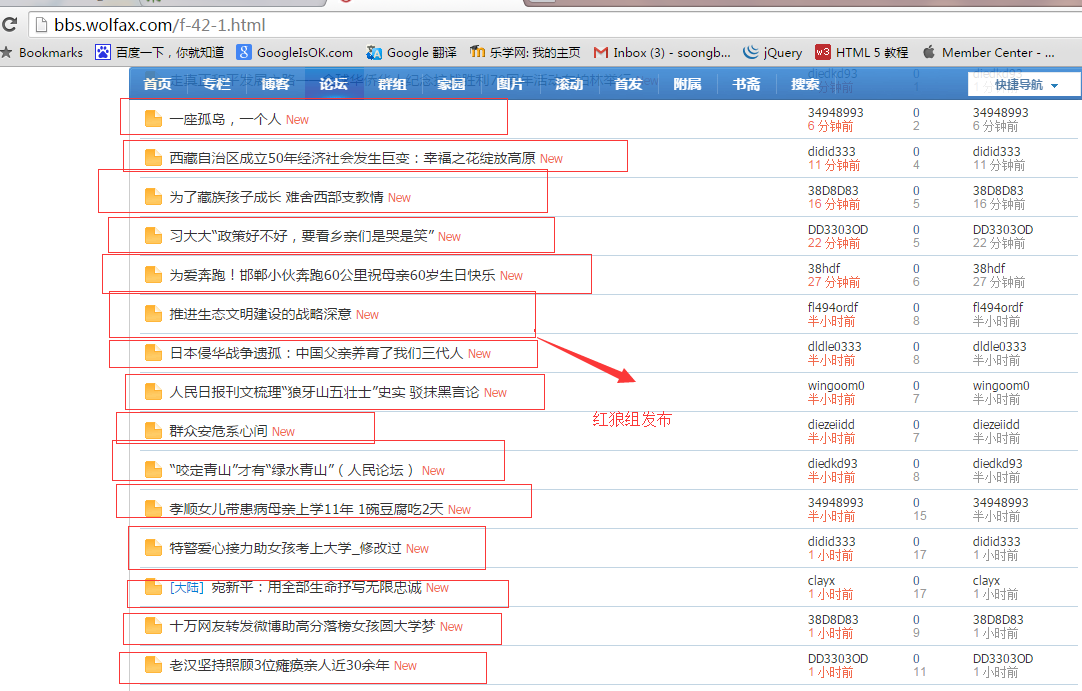 bbs.wolfax.com/f-42-1.html
Bookmarks 百度一下，你就知道 GoogleIsOK.com Google 翻译 乐学网: 我的主页 Inbox (3) - soongb... jQuery HTML 5 教程 Member Center - ...
首页 专栏 博客 论坛 群组 家园 图片 滚动 首发 附属 书斋 搜索 快捷导航
一座孤岛，一个人 New 34948993 0 34948993
6 分钟前 2 6 分钟前
西藏自治区成立50年经济社会发生巨变：幸福之花绽放高原 New didid333 0 didid333
11 分钟前 4 11 分钟前
为了藏族孩子成长 难舍西部支教情 New 38D8D83 0 38D8D83
16 分钟前 5 16 分钟前
习大大“政策好不好，要看乡亲们是哭是笑” New DD3303OD 0 DD3303OD
22 分钟前 5 22 分钟前
为爱奔跑！邯郸小伙奔跑60公里祝母亲60岁生日快乐 New 38hdf 0 38hdf
27 分钟前 6 27 分钟前
推进生态文明建设的战略深意 New fl494ordf 0 fl494ordf
半小时前 8 半小时前
日本侵华战争遗孤：中国父亲养育了我们三代人 New dldle0333 0 dldle0333
半小时前 8 半小时前
人民日报刊文梳理“狼牙山五壮士”史实 驳抹黑言论 New wingoom0 0 wingoom0
半小时前 7 半小时前
红狼组发布
群众安危系心间 New diezeiidd 0 diezeiidd
半小时前 7 半小时前
“咬定青山”才有“绿水青山”（人民论坛） New diedkd93 0 diedkd93
半小时前 8 半小时前
孝顺女儿带患病母亲上学11年 1碗豆腐吃2天 New 34948993 0 34948993
半小时前 15 半小时前
特警爱心接力助女孩考上大学_修改过 New didid333 0 didid333
1 小时前 17 1 小时前
[大陆] 宛新平：用全部生命抒写无限忠诚 New clayx 0 clayx
1 小时前 17 1 小时前
十万网友转发微博助高分落榜女孩圆大学梦 New 38D8D83 0 38D8D83
1 小时前 9 1 小时前
老汉坚持照顾3位瘫痪亲人近30余年 New DD3303OD 0 DD3303OD
1 小时前 11 1 小时前